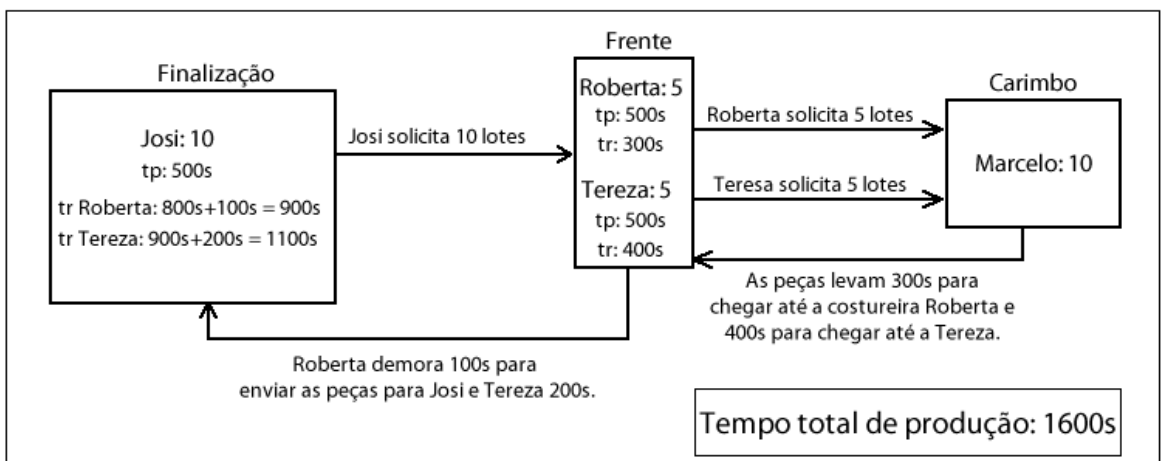 Finalização
Josi: 10
tp: 500s
tr Roberta: 800s+100s = 900s
tr Tereza: 900s+200s = 1100s
Josi solicita 10 lotes
Frente
Roberta: 5
tp: 500s
tr: 300s
Tereza: 5
tp: 500s
tr: 400s
Roberta solicita 5 lotes
Teresa solicita 5 lotes
Carimbo
Marcelo: 10
As peças levam 300s para
chegar até a costureira Roberta e
400s para chegar até a Tereza.
Roberta demora 100s para
enviar as peças para Josi e Tereza 200s.
Tempo total de produção: 1600s